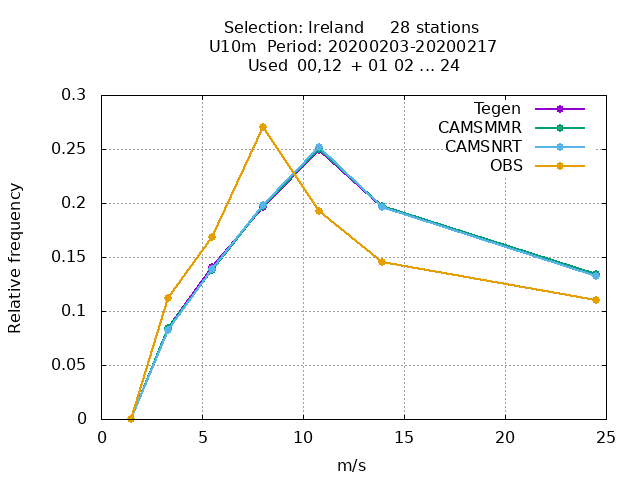 Selection: Ireland 28 stations
U10m Period: 20200203-20200217
Used 00,12 + 01 02 ... 24
0.3
0.25
0.2
0.15
0.1
0.05
0
Relative frequency
Tegen
CAMSMMR
CAMSNRT
OBS
0 5 10 15 20 25
m/s